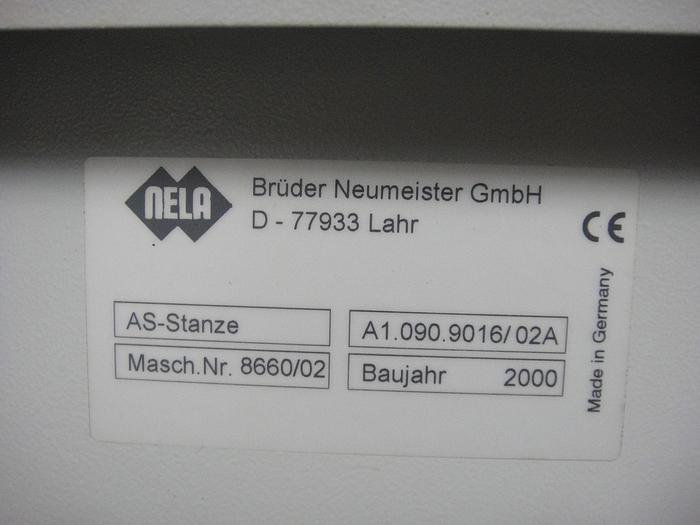 NELA
Brüder Neumeister GmbH
D - 77933 Lahr
CE
AS-Stanze
A1.090.9016/02A
Masch.Nr. 8660/02
Baujahr 2000
Made in Germany